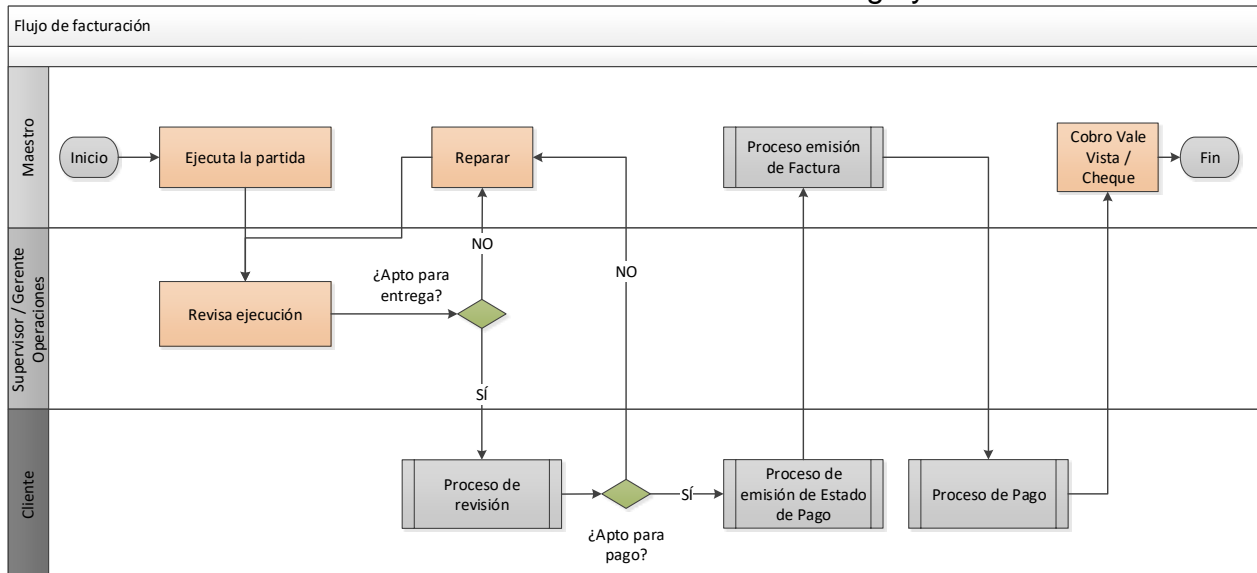 Flujo de facturación
Maestro
Inicio
Ejecuta la partida
Reparar
Proceso emisión
de Factura
Cobro Vale
Vista /
Cheque
Fin
Supervisor / Gerente
Operaciones
Revisa ejecución
¿Apto para
entrega?
NO
NO
SÍ
Cliente
Proceso de
revisión
¿Apto para
pago?
SÍ
Proceso de
emisión de Estado
de Pago
Proceso de Pago